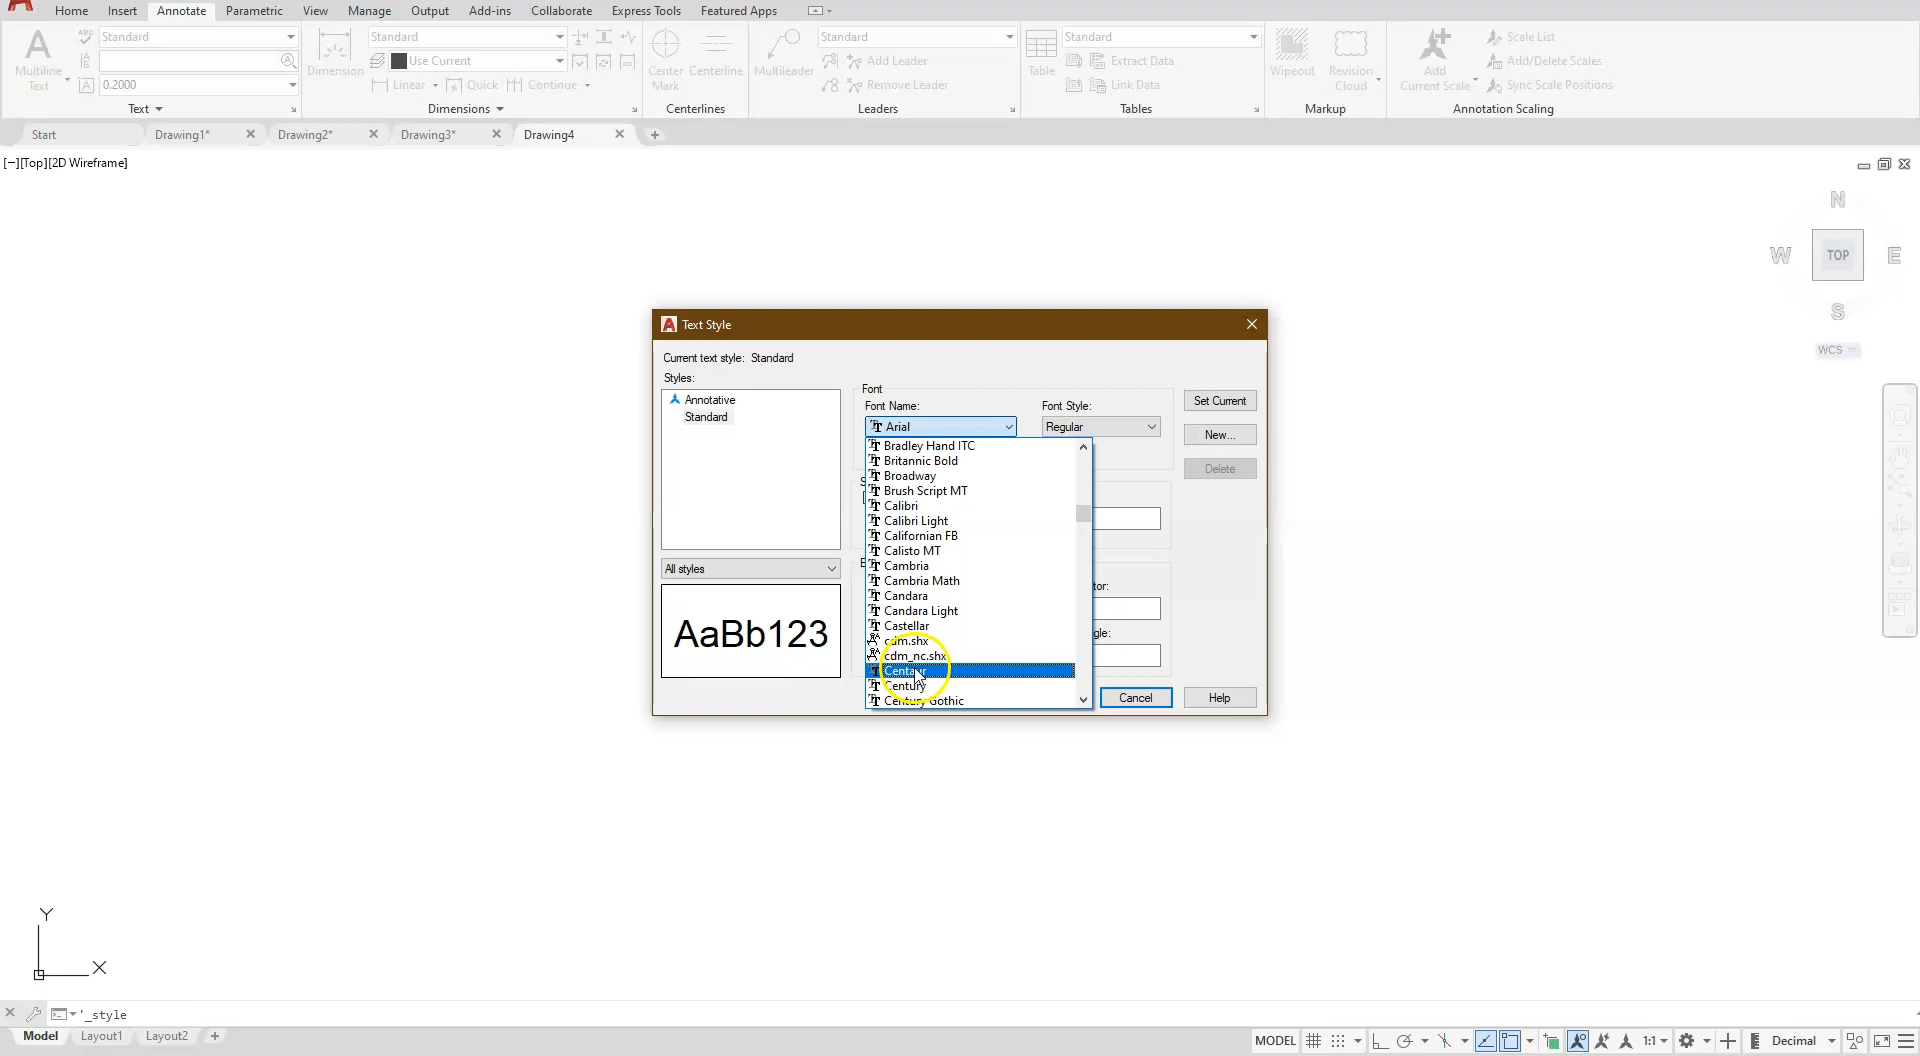 Home Insert Annotate Parametric View Manage Output Add-ins Collaborate Express Tools Featured Apps
Multiline Text
Standard
0.2000
Text
Dimension
Standard
Use Current
Linear Quick Continue
Dimensions
Center Mark
Centerline
Centerlines
Multileader
Standard
Add Leader
Remove Leader
Leaders
Table
Standard
Extract Data
Link Data
Tables
Wipeout
Revision Cloud
Markup
Add Current Scale
Scale List
Add/Delete Scales
Sync Scale Positions
Annotation Scaling
Start Drawing1* Drawing2* Drawing3* Drawing4
[−][Top][2D Wireframe]
N
W TOP E
S
WCS
Text Style
Current text style: Standard
Styles:
Annotative
Standard
All styles
AaBb123
Font
Font Name:
Arial
Font Style:
Regular
Bradley Hand ITC
Britannic Bold
Broadway
Brush Script MT
Calibri
Calibri Light
Californian FB
Calisto MT
Cambria
Cambria Math
Candara
Candara Light
Castellar
cdm.shx
cdm_nc.shx
Centaur
Century
Century Gothic
Set Current
New...
Delete
Cancel
Help
Y
X
'_style
Model Layout1 Layout2
MODEL 1:1 Decimal